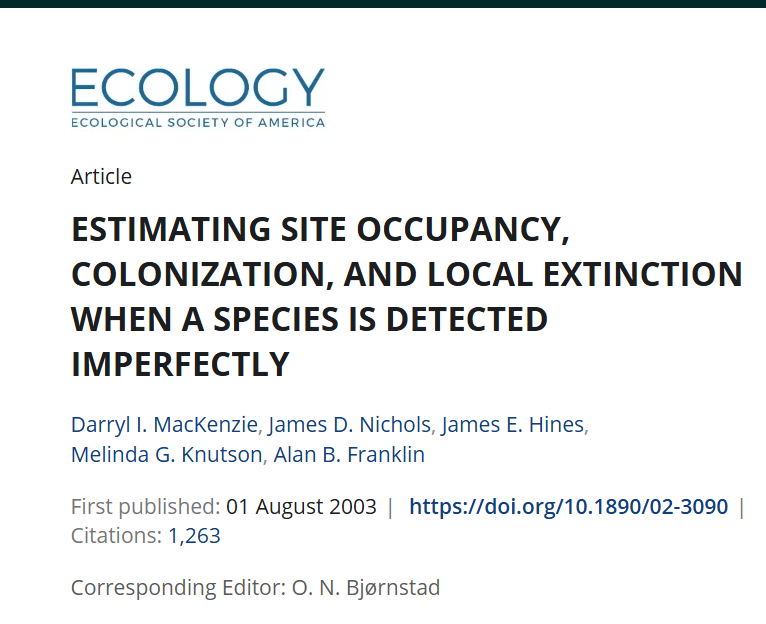 ECOLOGY
ECOLOGICAL SOCIETY OF AMERICA
Article
ESTIMATING SITE OCCUPANCY,
COLONIZATION, AND LOCAL EXTINCTION
WHEN A SPECIES IS DETECTED
IMPERFECTLY
Darryl I. MacKenzie, James D. Nichols, James E. Hines,
Melinda G. Knutson, Alan B. Franklin
First published: 01 August 2003 | https://doi.org/10.1890/02-3090 |
Citations: 1,263
Corresponding Editor: O. N. Bjørnstad